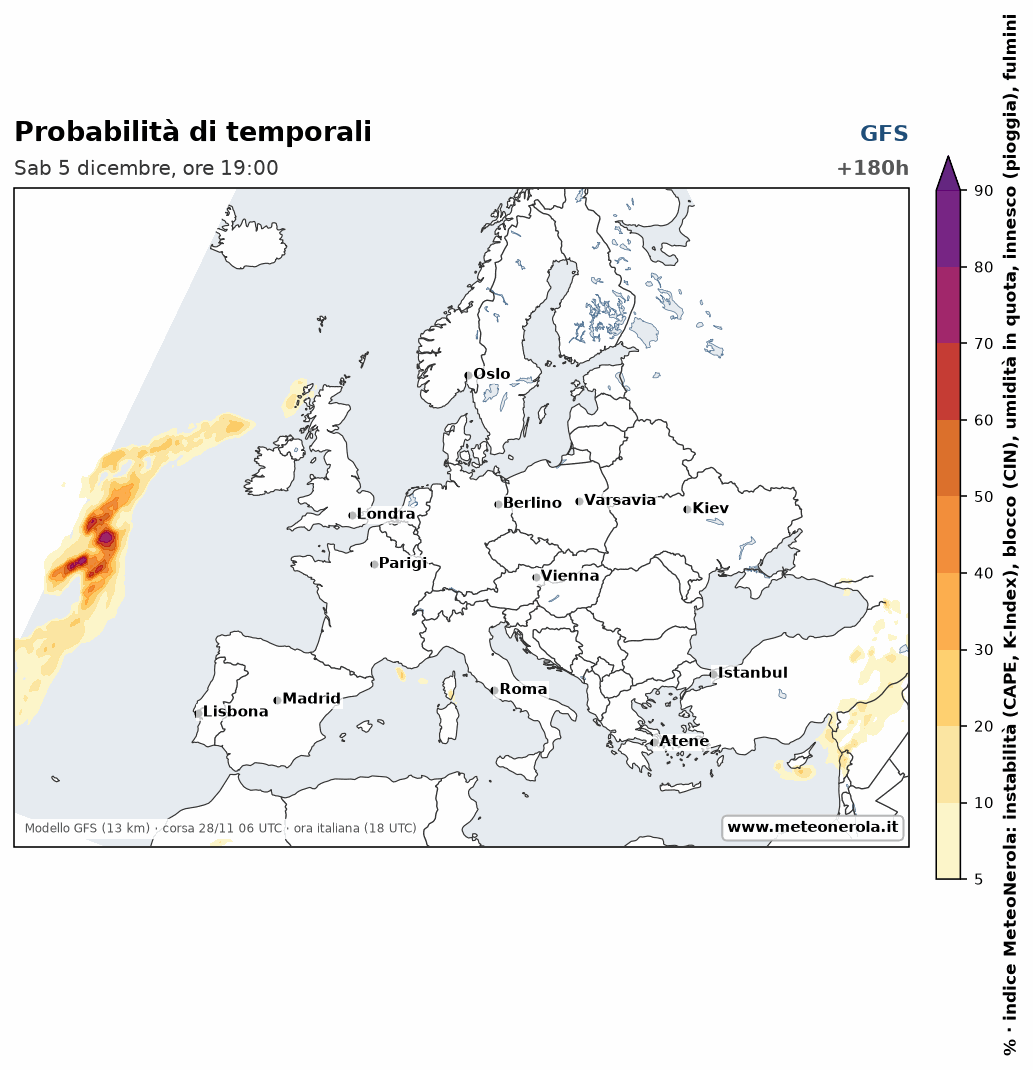 Probabilità di temporali
GFS
Sab 5 dicembre, ore 19:00
+180h
Oslo
Londra
Berlino
Varsavia
Kiev
Parigi
Vienna
Madrid
Lisbona
Roma
Istanbul
Atene
Modello GFS (13 km) · corsa 28/11 06 UTC · ora italiana (18 UTC)
www.meteonerola.it
90
80
70
60
50
40
30
20
10
5
% · indice MeteoNerola: instabilità (CAPE, K-Index), blocco (CIN), umidità in quota, innesco (pioggia), fulmini